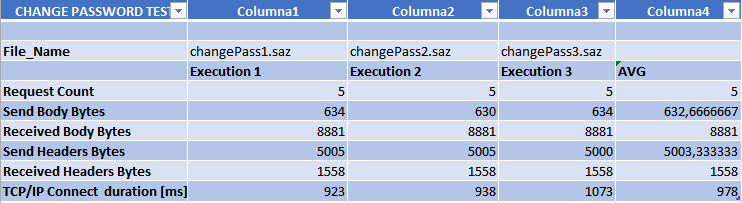 CHANGE PASSWORD TEST Columna1 Columna2 Columna3 Columna4
File_Name changePass1.saz changePass2.saz changePass3.saz
Execution 1 Execution 2 Execution 3 AVG
Request Count 5 5 5 5
Send Body Bytes 634 630 634 632,6666667
Received Body Bytes 8881 8881 8881 8881
Send Headers Bytes 5005 5005 5000 5003,333333
Received Headers Bytes 1558 1558 1558 1558
TCP/IP Connect duration [ms] 923 938 1073 978